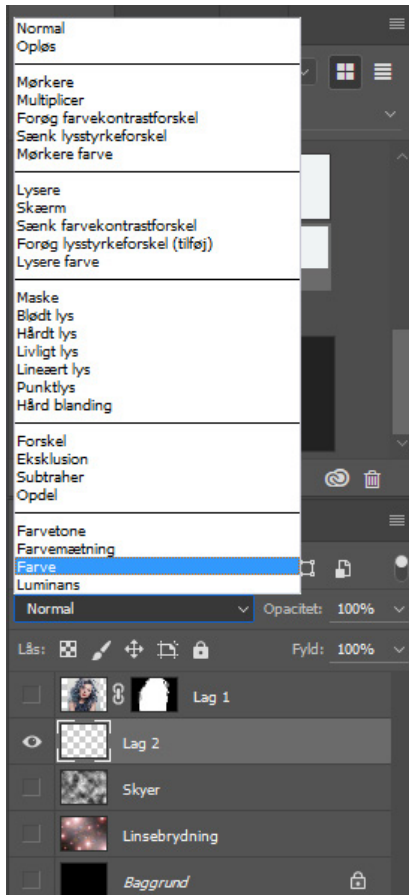 Normal
Opløs
Mørkere
Multiplicer
Forøg farvekontrastforskel
Sænk lysstyrkeforskel
Mørkere farve
Lysere
Skærm
Sænk farvekontrastforskel
Forøg lysstyrkeforskel (tilføj)
Lysere farve
Maske
Blødt lys
Hårdt lys
Livligt lys
Lineært lys
Punktlys
Hård blanding
Forskel
Eksklusion
Subtraher
Opdel
Farvetone
Farvemætning
Farve
Luminans
Normal Opacitet: 100%
Lås: Fyld: 100%
Lag 1
Lag 2
Skyer
Linsebrydning
Baggrund